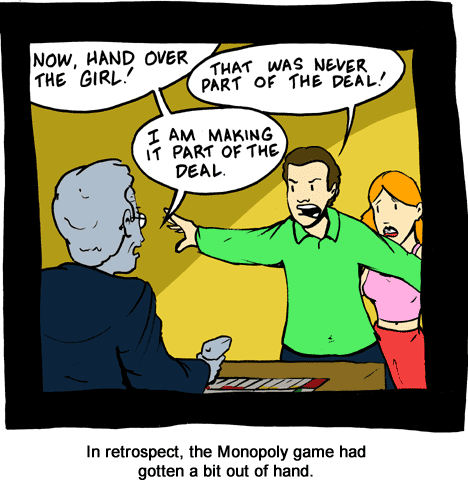 NOW, HAND OVER
THE GIRL!
THAT WAS NEVER
PART OF THE DEAL!
I AM MAKING
IT PART OF THE
DEAL.
In retrospect, the Monopoly game had
gotten a bit out of hand.